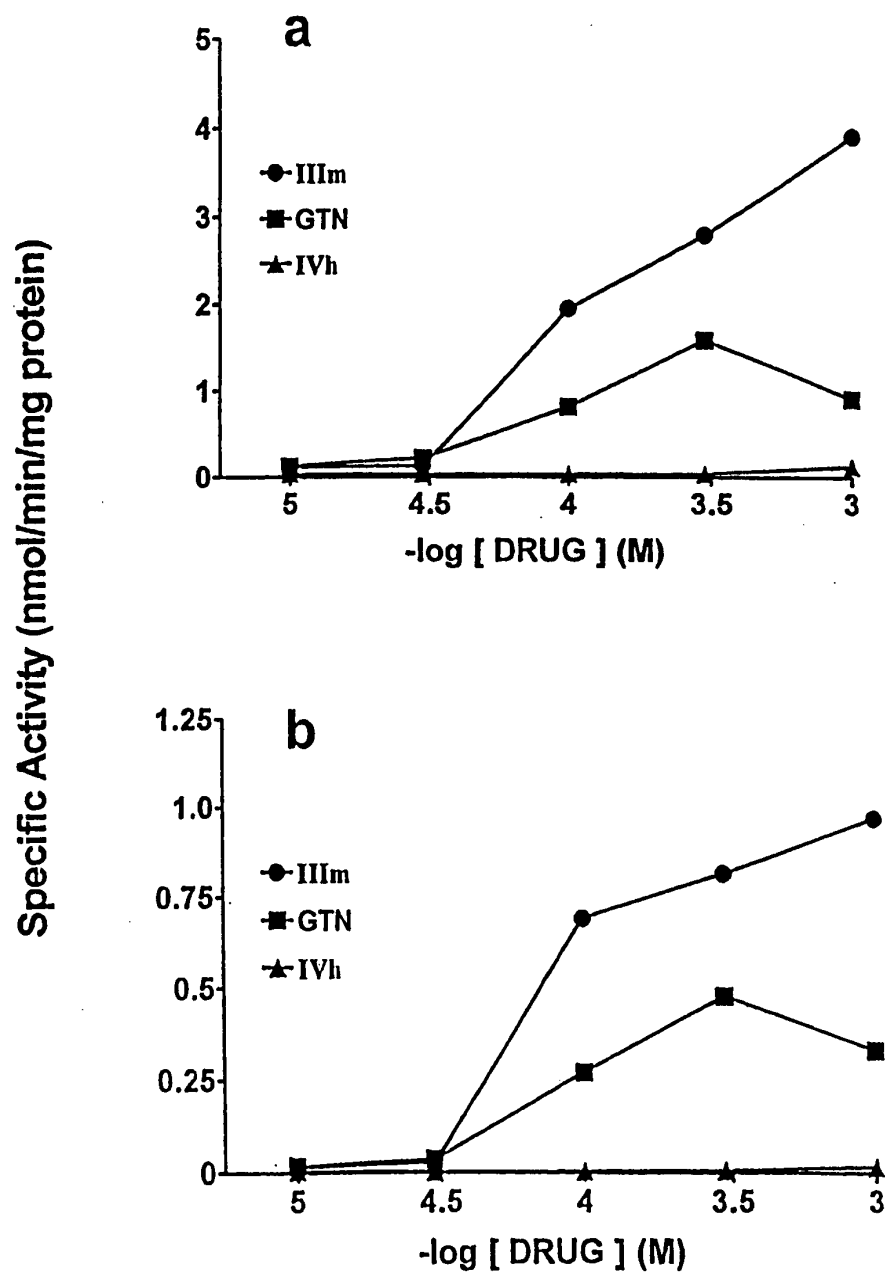 a
5
4
3
2
1
0
IIIm
GTN
IVh
5 4.5 4 3.5 3
-log [ DRUG ] (M)
Specific Activity (nmol/min/mg protein)
b
1.25
1.0
0.75
0.5
0.25
0
IIIm
GTN
IVh
5 4.5 4 3.5 3
-log [ DRUG ] (M)